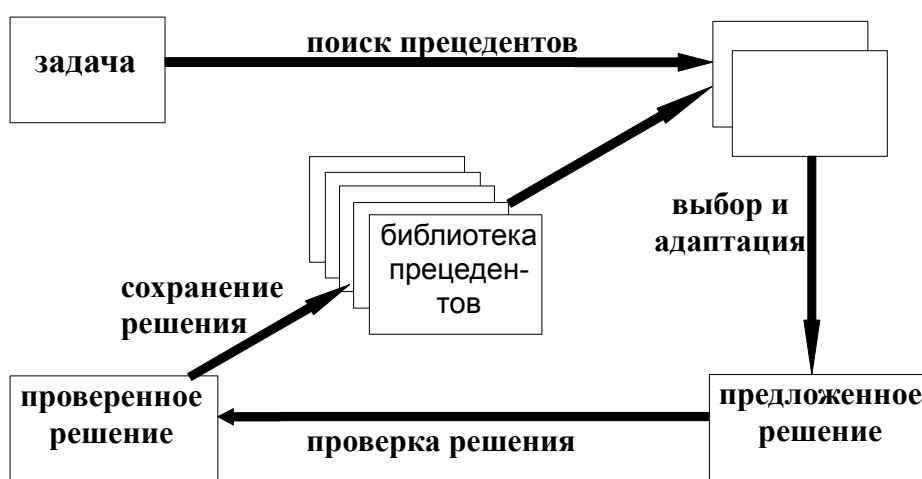 задача
поиск прецедентов
выбор и
адаптация
библиотека
прецеден-
тов
сохранение
решения
проверенное
решение
проверка решения
предложенное
решение